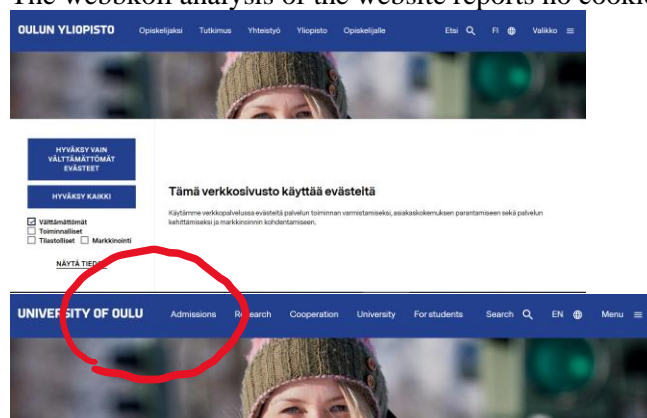 The webbkoll analysis of the website reports no cookie
OULUN YLIOPISTO Opiskelijaksi Tutkimus Yhteistyö Yliopisto Opiskelijalle Etsi FI Valikko
HYVÄKSY VAIN
VÄLTTÄMÄTTÖMÄT
EVÄSTEET
HYVÄKSY KAIKKI
Välttämättömät
Toiminnalliset
Tilastolliset Markkinointi
NÄYTÄ
Tämä verkkosivusto käyttää evästeitä
Käytämme verkkopalvelussa evästeitä palvelun toiminnan varmistamiseksi, asiakaskokemuksen parantamiseen sekä palvelun
kehittämiseksi ja markkinoinnin kohdentamiseen.
UNIVERSITY OF OULU Admissions Research Cooperation University For students Search EN Menu